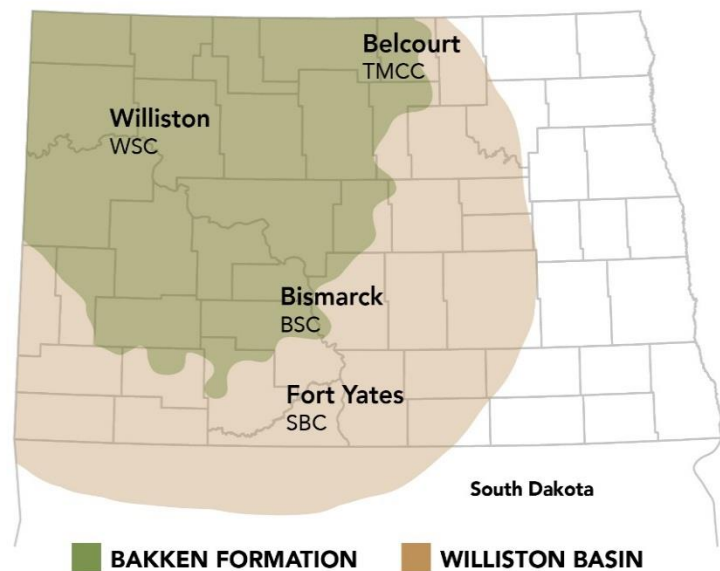 Belcourt
TMCC
Williston
WSC
Bismarck
BSC
Fort Yates
SBC
South Dakota
BAKKEN FORMATION
WILLISTON BASIN